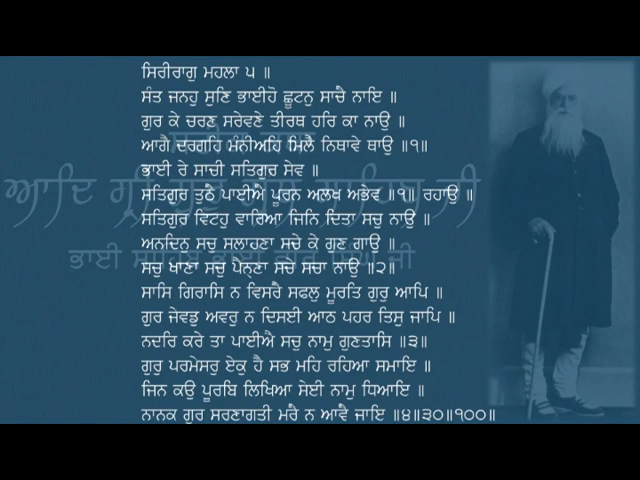 ਸਿਰੀਰਾਗੁ ਮਹਲਾ ੫ ॥
ਸੰਤ ਜਨਹੁ ਸੁਣਿ ਭਾਈਹੋ ਛੂਟਨੁ ਸਾਚੈ ਨਾਇ ॥
ਗੁਰ ਕੇ ਚਰਣ ਸਰੇਵਣੇ ਤੀਰਥ ਹਰਿ ਕਾ ਨਾਉ ॥
ਆਗੈ ਦਰਗਹਿ ਮੰਨੀਅਹਿ ਮਿਲੈ ਨਿਥਾਵੇ ਥਾਉ ॥੧॥
ਭਾਈ ਰੇ ਸਾਚੀ ਸਤਿਗੁਰ ਸੇਵ ॥
ਸਤਿਗੁਰ ਤੁਠੈ ਪਾਈਐ ਪੂਰਨ ਅਲਖ ਅਭੇਵ ॥੧॥ ਰਹਾਉ ॥
ਸਤਿਗੁਰ ਵਿਟਹੁ ਵਾਰਿਆ ਜਿਨਿ ਦਿਤਾ ਸਚੁ ਨਾਉ ॥
ਅਨਦਿਨੁ ਸਚੁ ਸਲਾਹਣਾ ਸਚੇ ਕੇ ਗੁਣ ਗਾਉ ॥
ਸਚੁ ਖਾਣਾ ਸਚੁ ਪੈਨਣਾ ਸਚੇ ਸਚਾ ਨਾਉ ॥੨॥
ਸਾਸਿ ਗਿਰਾਸਿ ਨ ਵਿਸਰੈ ਸਫਲੁ ਮੂਰਤਿ ਗੁਰੁ ਆਪਿ ॥
ਗੁਰ ਜੇਵਡੁ ਅਵਰੁ ਨ ਦਿਸਈ ਆਠ ਪਹਰ ਤਿਸੁ ਜਾਪਿ ॥
ਨਦਰਿ ਕਰੇ ਤਾ ਪਾਈਐ ਸਚੁ ਨਾਮੁ ਗੁਣਤਾਸਿ ॥੩॥
ਗੁਰੁ ਪਰਮੇਸਰੁ ਏਕੁ ਹੈ ਸਭ ਮਹਿ ਰਹਿਆ ਸਮਾਇ ॥
ਜਿਨ ਕਉ ਪੂਰਬਿ ਲਿਖਿਆ ਸੇਈ ਨਾਮੁ ਧਿਆਇ ॥
ਨਾਨਕ ਗੁਰ ਸਰਣਾਗਤੀ ਮਰੈ ਨ ਆਵੈ ਜਾਇ ॥੪॥੩੦॥੧੦੦॥